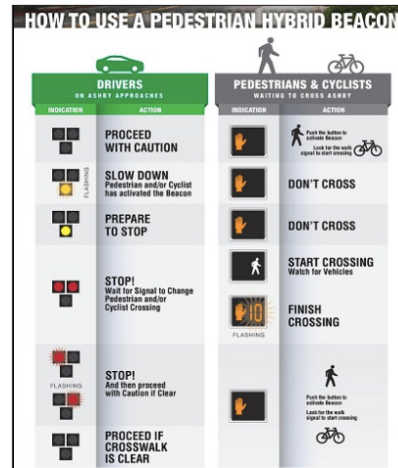 HOW TO USE A PEDESTRIAN HYBRID BEACON
DRIVERS
ON ASHBY APPROACHES
INDICATION
ACTION
PROCEED
WITH CAUTION
FLASHING
SLOW DOWN
Pedestrian and/or Cyclist
has activated the Beacon
PREPARE
TO STOP
STOP!
Wait for Signal to Change
Pedestrian and/or
Cyclist Crossing
FLASHING
STOP!
And then proceed
with Caution if Clear
PROCEED IF
CROSSWALK
IS CLEAR
PEDESTRIANS & CYCLISTS
WAITING TO CROSS ASHBY
INDICATION
ACTION
Push the button to
activate Beacon
Look for the walk
signal to start crossing
DON'T CROSS
DON'T CROSS
START CROSSING
Watch for Vehicles
10
FLASHING
FINISH
CROSSING
Push the button to
activate Beacon
Look for the walk
signal to start crossing